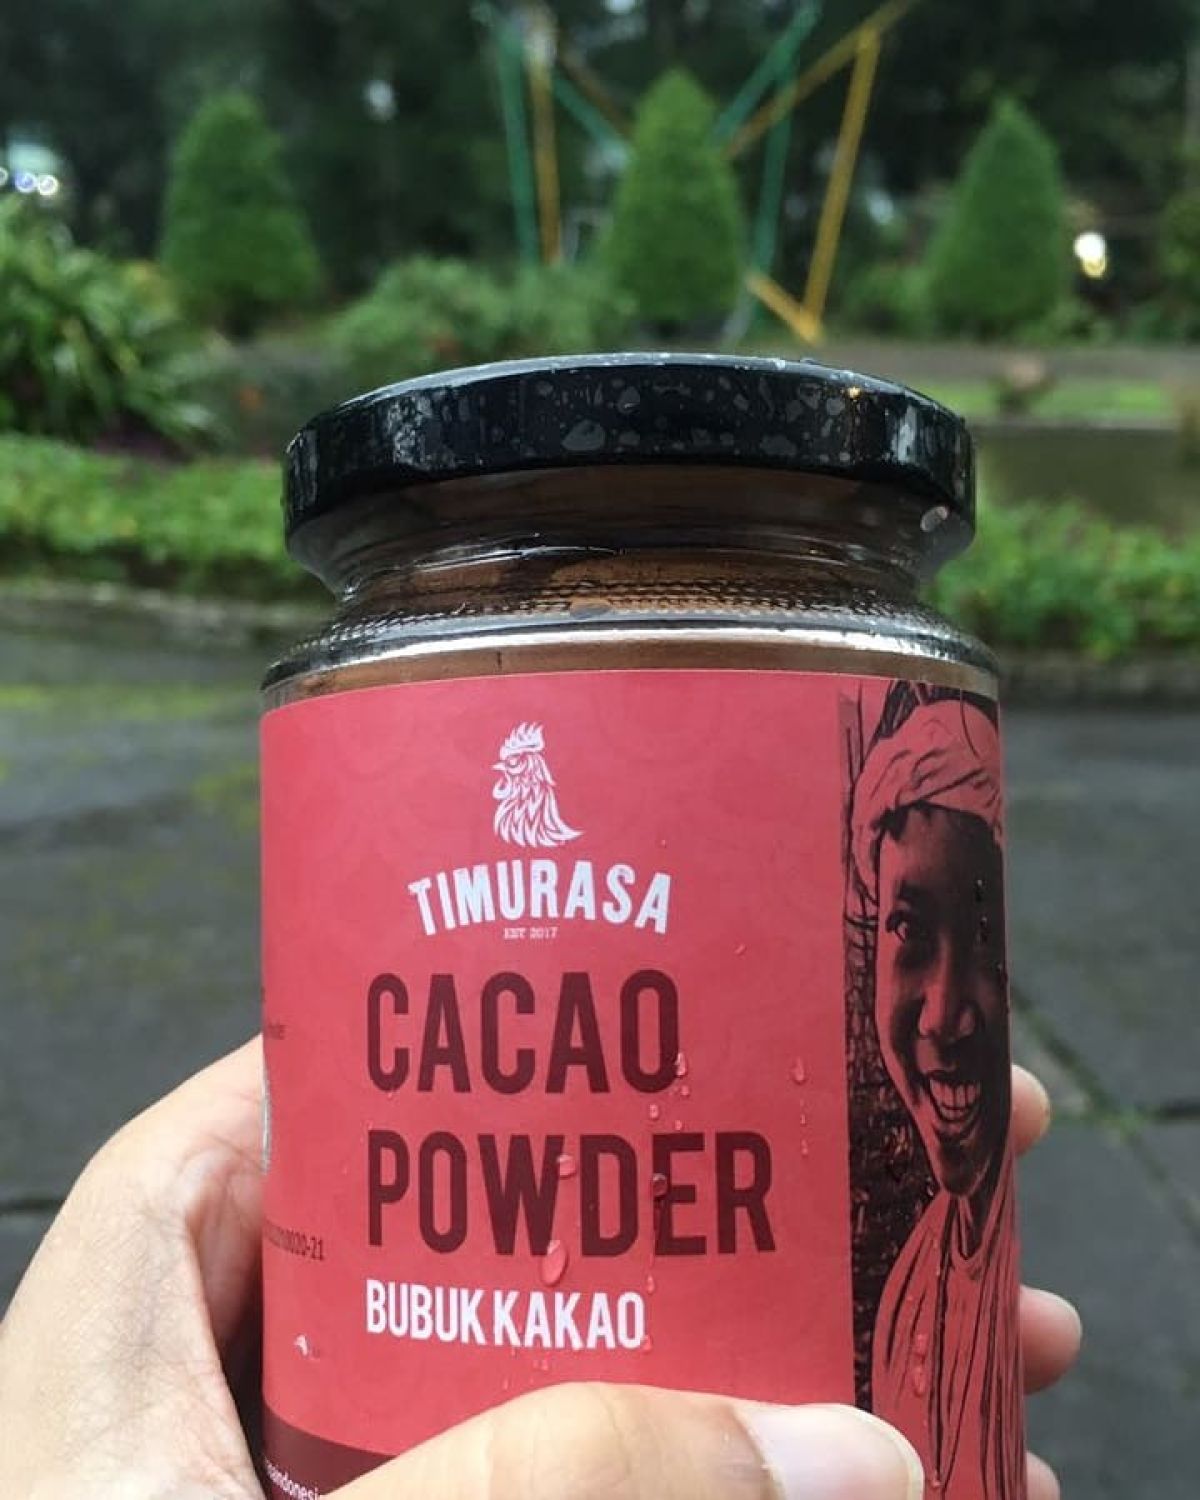 TIMURASA
EST 2017
CACAO
POWDER
BUBUK KAKAO